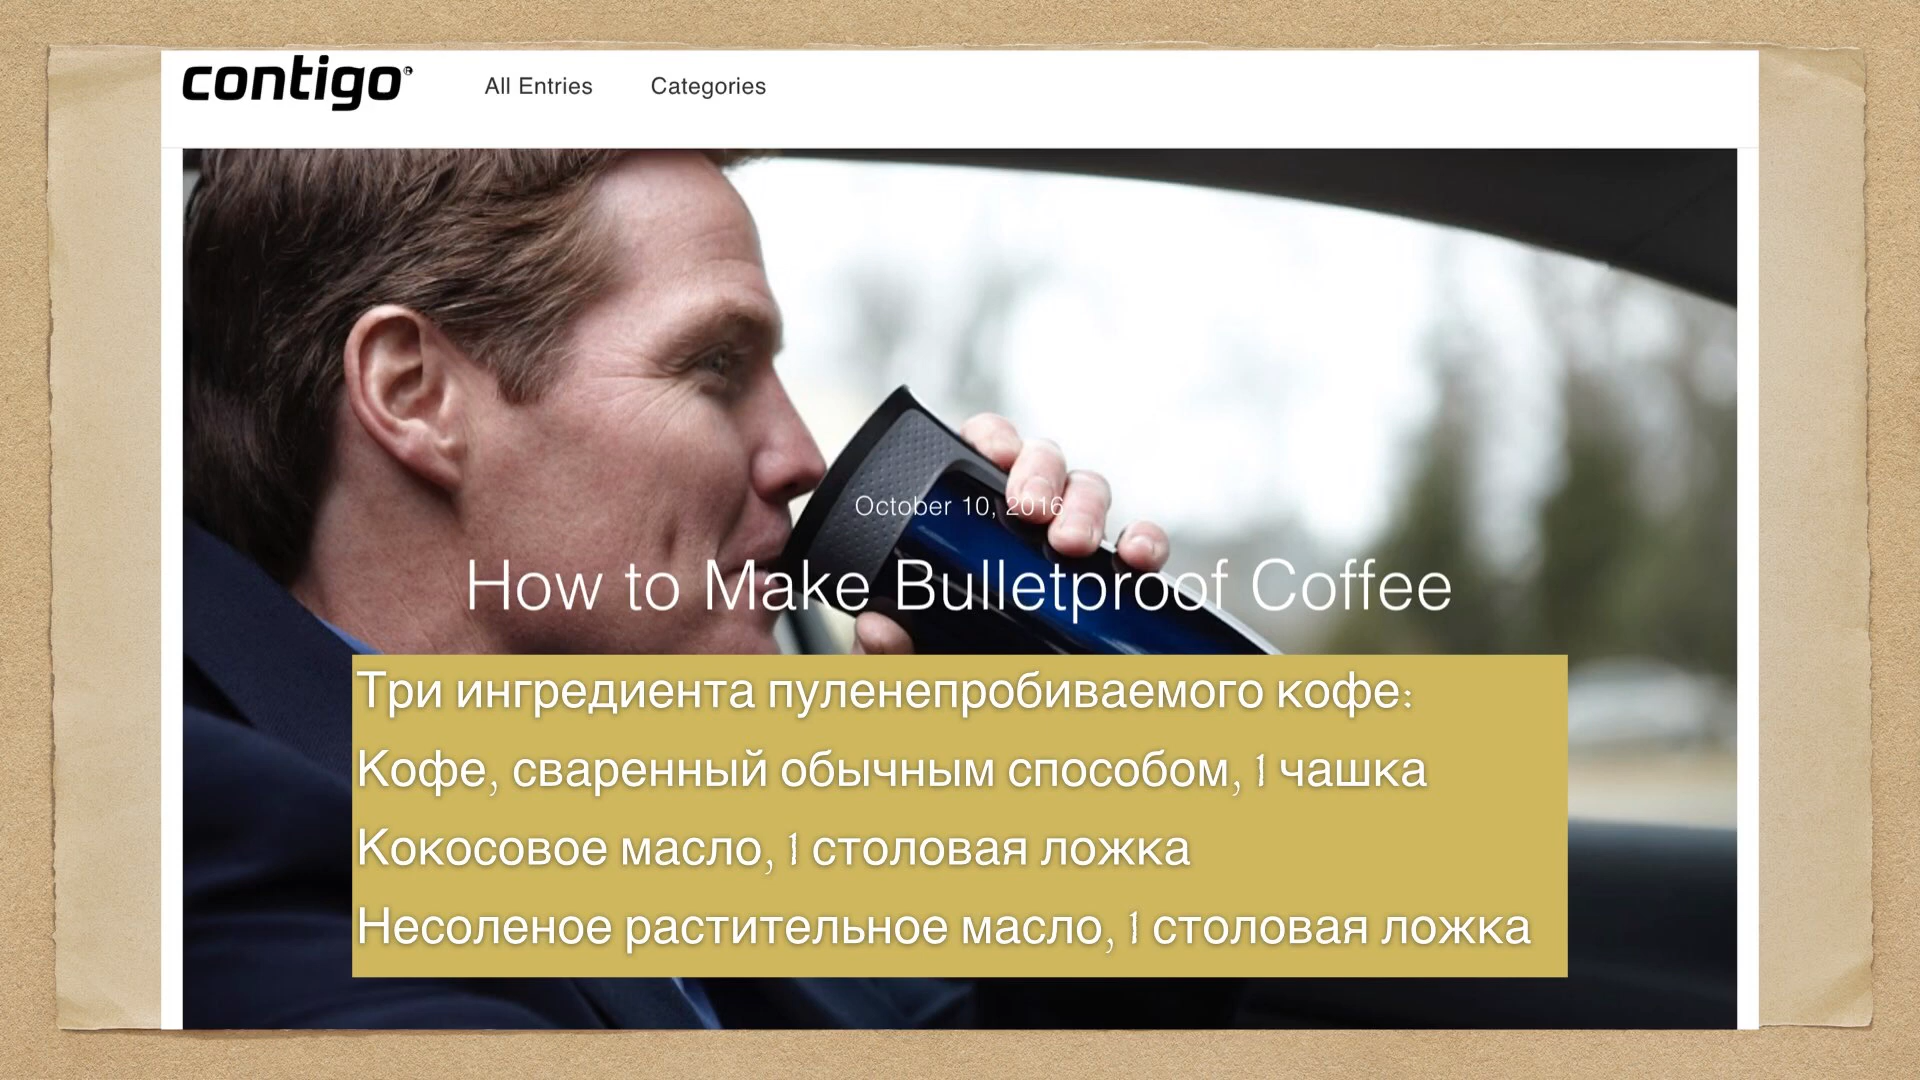 contigo®
All Entries Categories
October 10, 2016
How to Make Bulletproof Coffee
Три ингредиента пуленепробиваемого кофе:
Кофе, сваренный обычным способом, 1 чашка
Кокосовое масло, 1 столовая ложка
Несоленое растительное масло, 1 столовая ложка